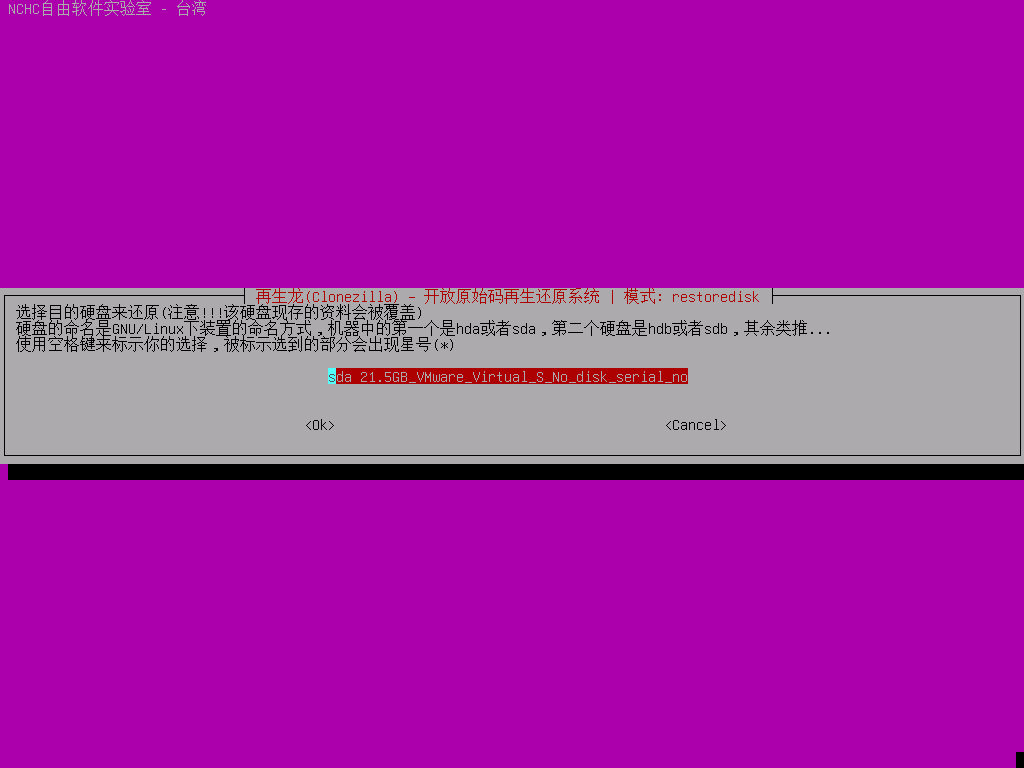 NCHC自由软件实验室 - 台湾
再生龙(Clonezilla) - 开放原始码再生还原系统 | 模式: restoredisk
选择目的硬盘来还原(注意!!!该硬盘现存的资料会被覆盖)
硬盘的命名是GNU/Linux下装置的命名方式,机器中的第一个是hda或者sda,第二个硬盘是hdb或者sdb,其余类推...
使用空格键来标示你的选择,被标示选到的部分会出现星号(*)
sda 21.5GB_VMware_Virtual_S_No_disk_serial_no
<Ok> <Cancel>